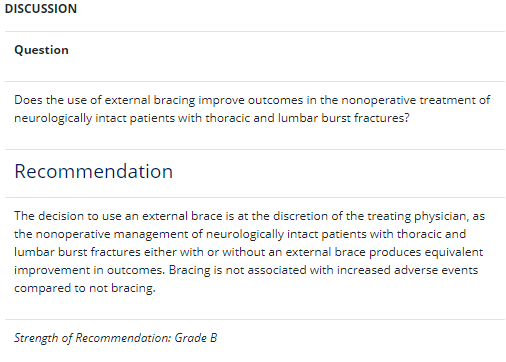 DISCUSSION
Question
Does the use of external bracing improve outcomes in the nonoperative treatment of
neurologically intact patients with thoracic and lumbar burst fractures?
Recommendation
The decision to use an external brace is at the discretion of the treating physician, as
the nonoperative management of neurologically intact patients with thoracic and
lumbar burst fractures either with or without an external brace produces equivalent
improvement in outcomes. Bracing is not associated with increased adverse events
compared to not bracing.
Strength of Recommendation: Grade B